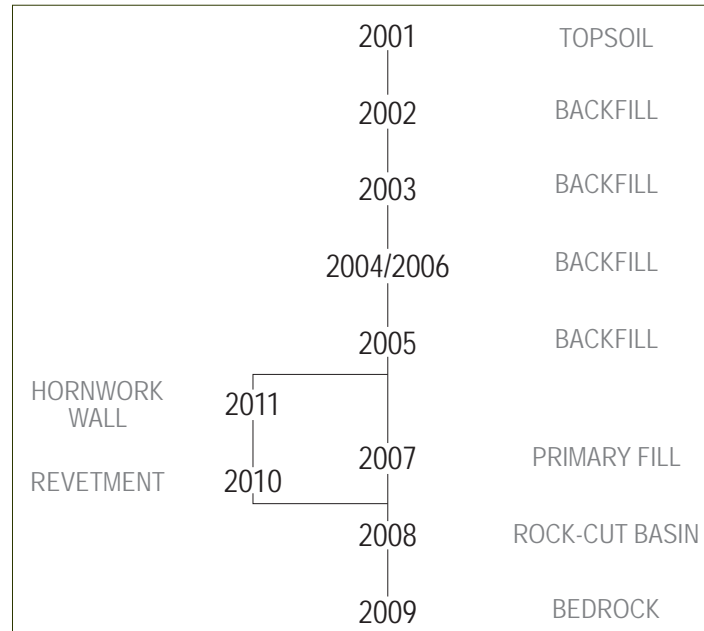 2001 TOPSOIL
2002 BACKFILL
2003 BACKFILL
2004/2006 BACKFILL
2005 BACKFILL
HORNWORK
WALL
2011
2007 PRIMARY FILL
REVETMENT 2010
2008 ROCK-CUT BASIN
2009 BEDROCK